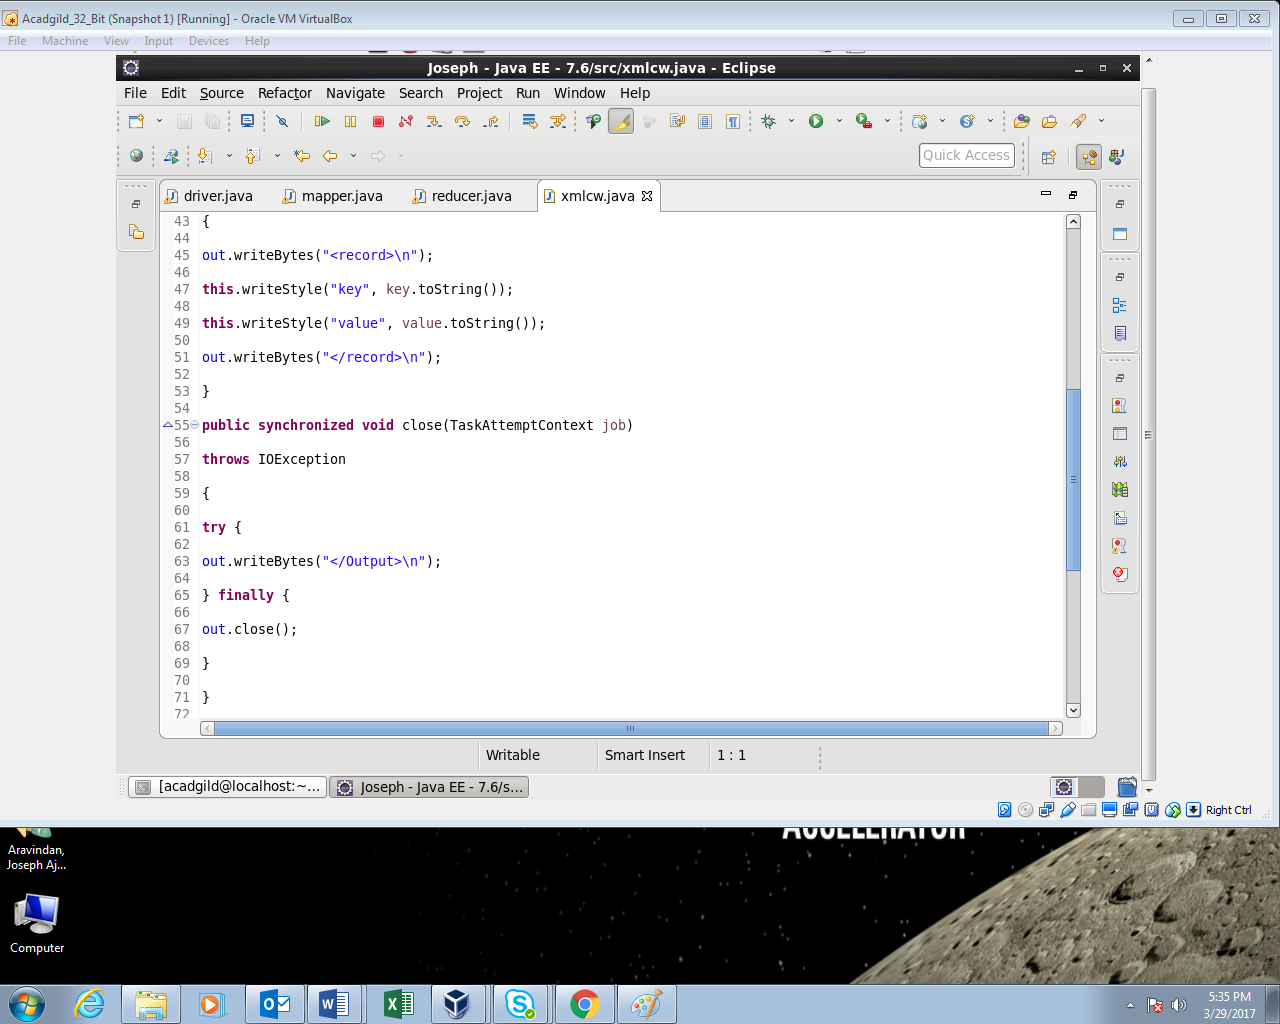 Acadgild_32_Bit (Snapshot 1) [Running] - Oracle VM VirtualBox
File Machine View Input Devices Help
Joseph - Java EE - 7.6/src/xmlcw.java - Eclipse
File Edit Source Refactor Navigate Search Project Run Window Help
Quick Access
driver.java mapper.java reducer.java xmlcw.java
43 {
44
45 out.writeBytes("<record>\n");
46
47 this.writeStyle("key", key.toString());
48
49 this.writeStyle("value", value.toString());
50
51 out.writeBytes("</record>\n");
52
53 }
54
55 public synchronized void close(TaskAttemptContext job)
56
57 throws IOException
58
59 {
60
61 try {
62
63 out.writeBytes("</Output>\n");
64
65 } finally {
66
67 out.close();
68
69 }
70
71 }
72
Writable Smart Insert 1 : 1
[acadgild@localhost:~... Joseph - Java EE - 7.6/s...
Right Ctrl
ACCELERATOR
Aravindan,
Joseph Aj...
Computer
5:35 PM
3/29/2017